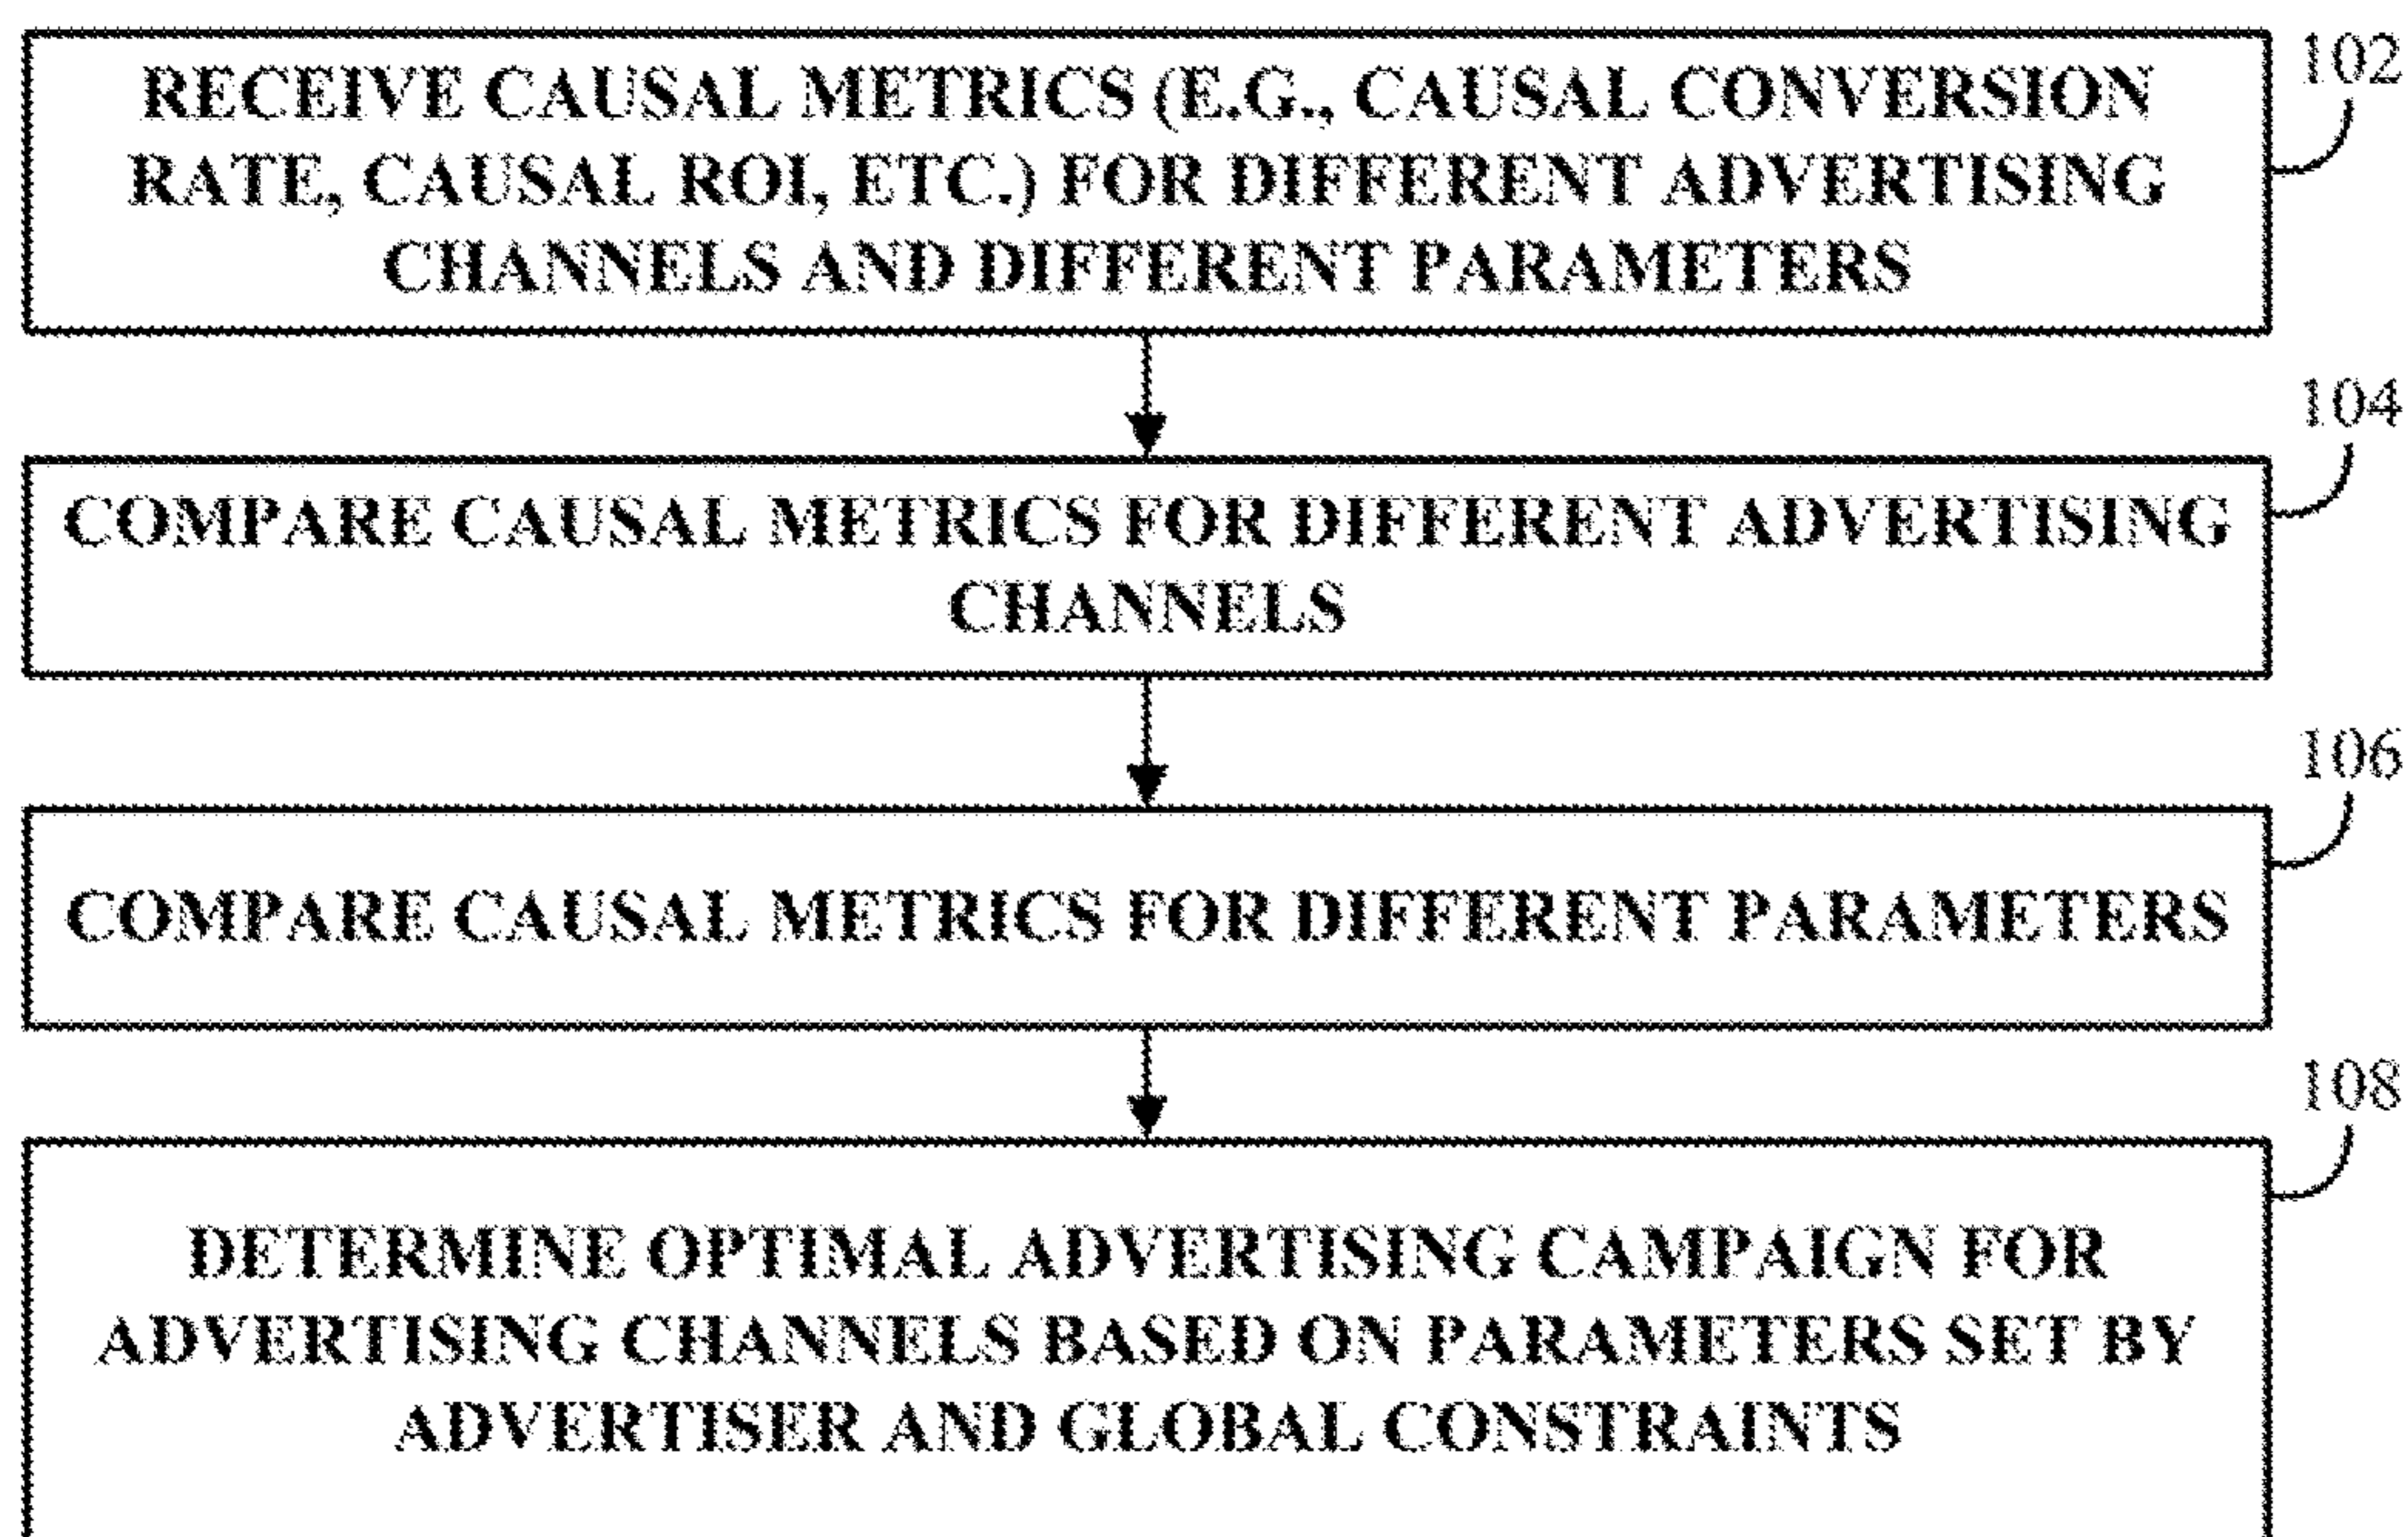 102
RECEIVE CAUSAL METRICS (E.G., CAUSAL CONVERSION
RATE, CAUSAL ROI, ETC.) FOR DIFFERENT ADVERTISING
CHANNELS AND DIFFERENT PARAMETERS
104
COMPARE CAUSAL METRICS FOR DIFFERENT ADVERTISING
CHANNELS
106
COMPARE CAUSAL METRICS FOR DIFFERENT PARAMETERS
108
DETERMINE OPTIMAL ADVERTISING CAMPAIGN FOR
ADVERTISING CHANNELS BASED ON PARAMETERS SET BY
ADVERTISER AND GLOBAL CONSTRAINTS